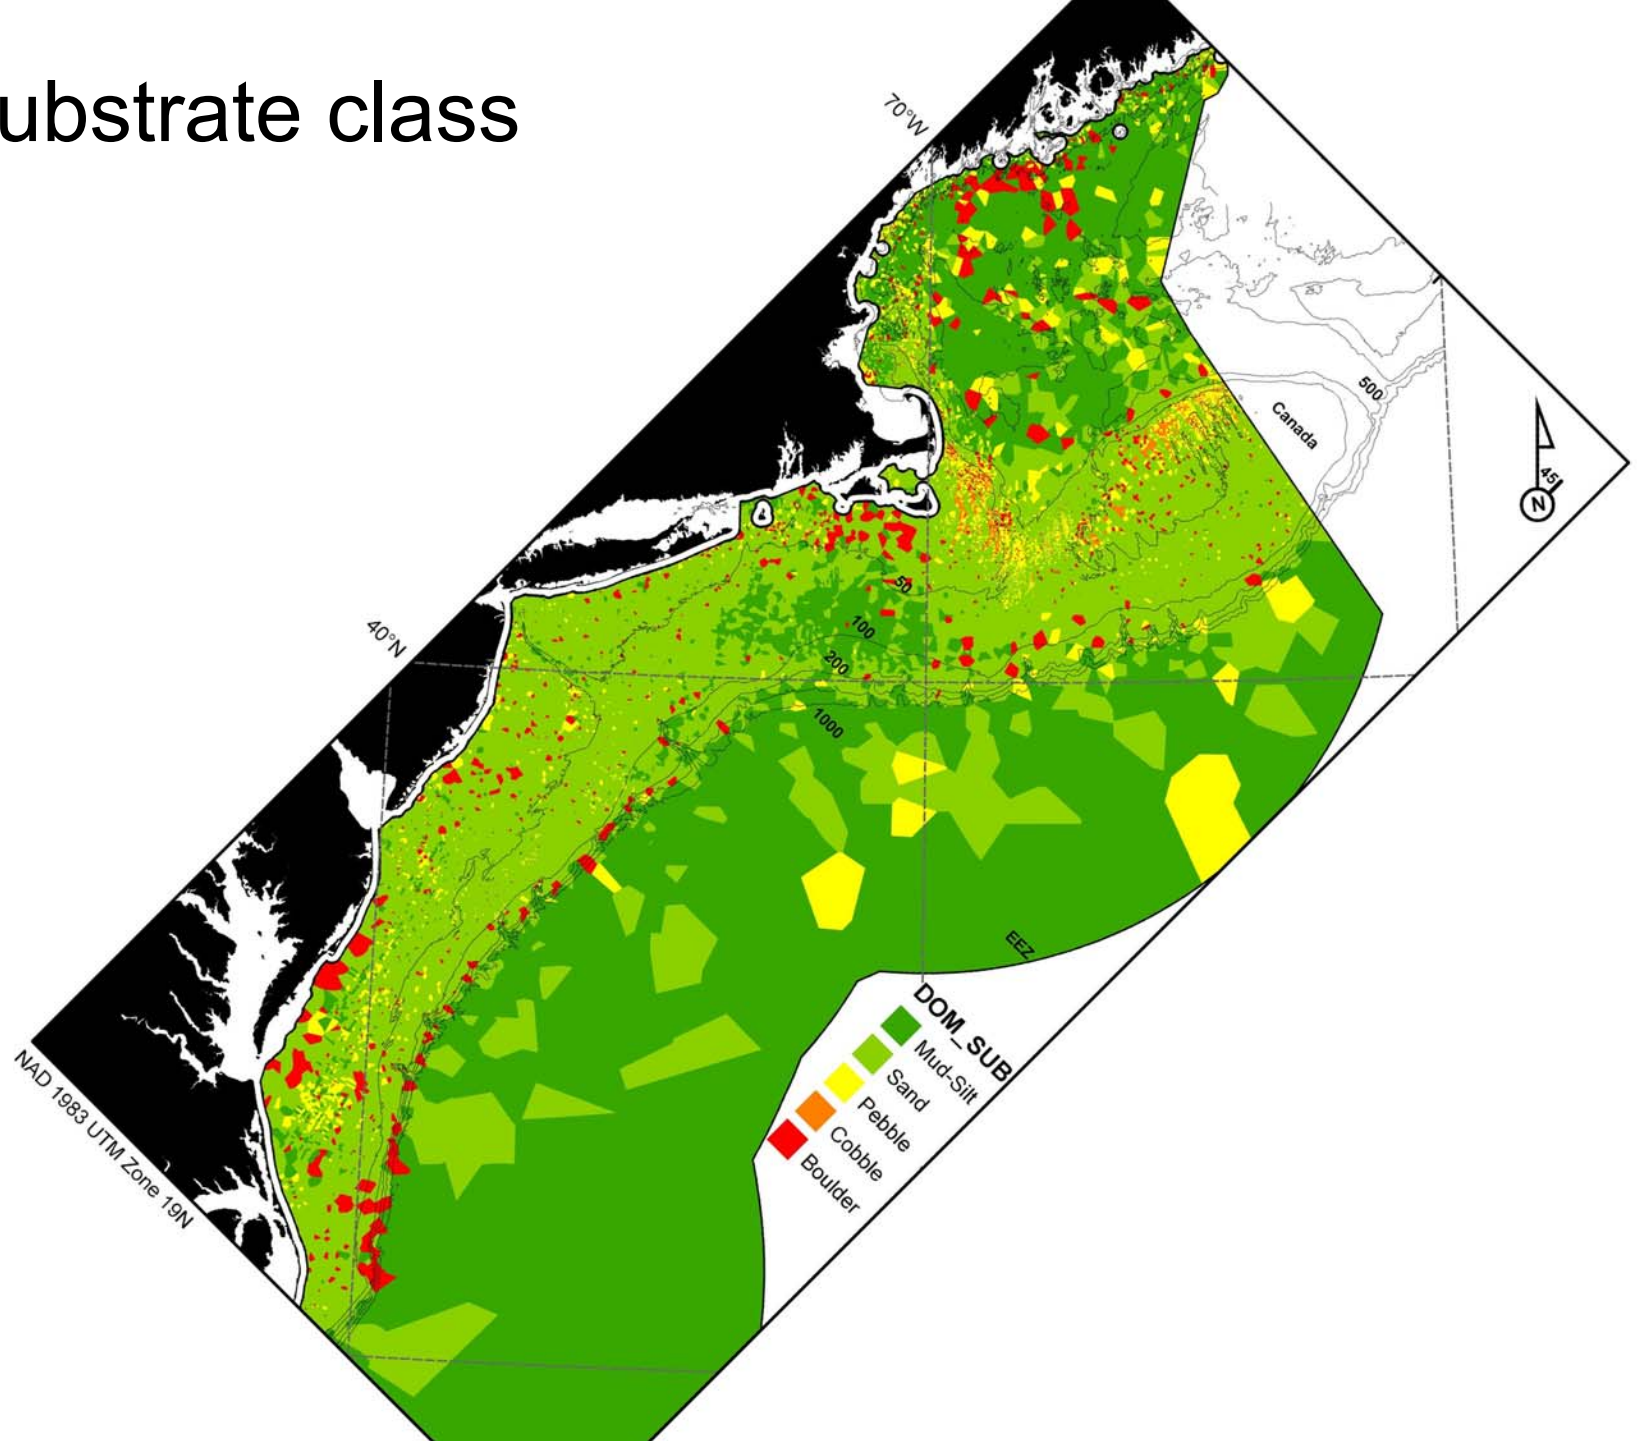 ubstrate class
70°W
500
Canada
45
N
50
40°N
100
200
1000
EEZ
DOM_SUB
Mud-Silt
Sand
Pebble
Cobble
Boulder
NAD 1983 UTM Zone 19N